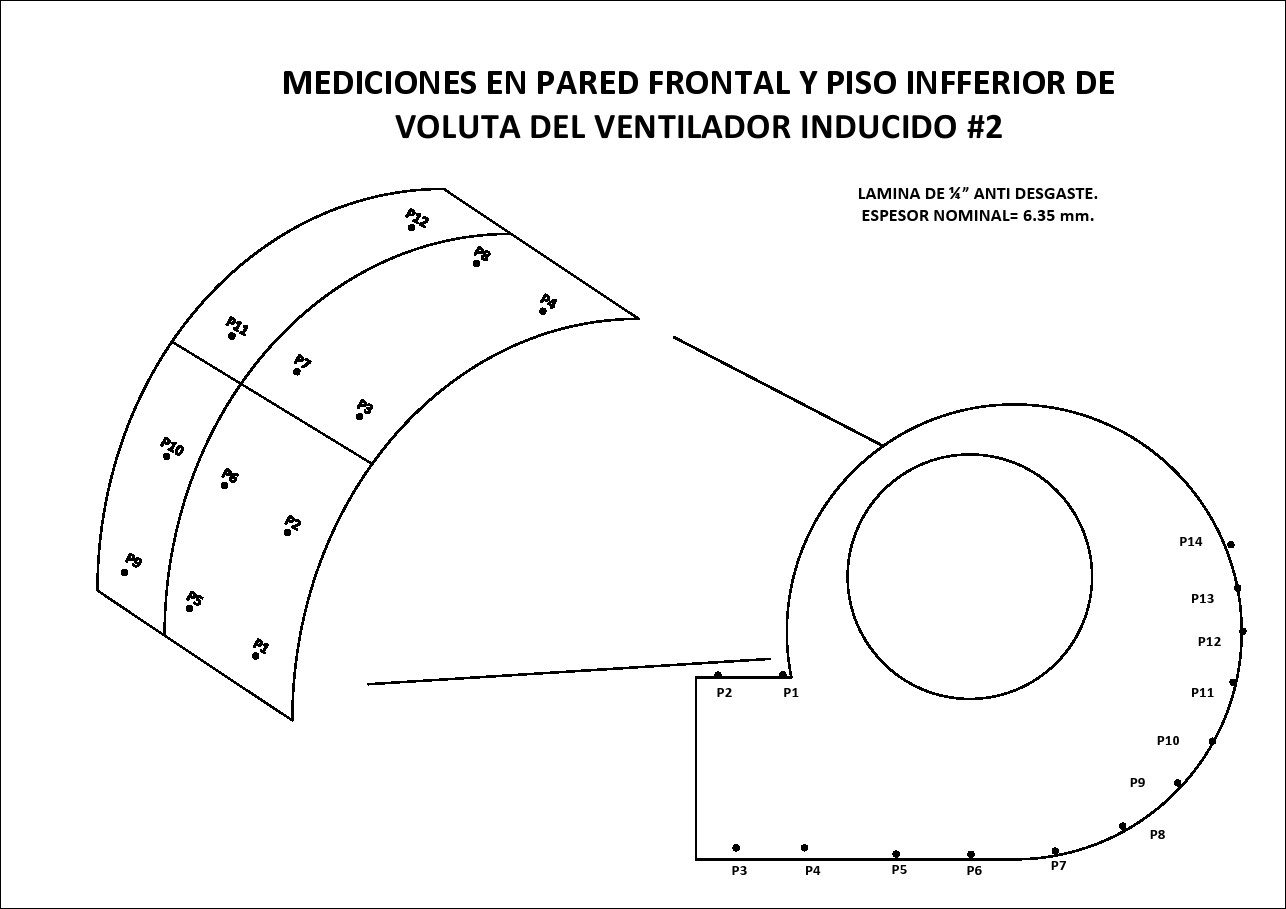 MEDICIONES EN PARED FRONTAL Y PISO INFFERIOR DE
VOLUTA DEL VENTILADOR INDUCIDO #2
LAMINA DE ¼” ANTI DESGASTE.
ESPESOR NOMINAL= 6.35 mm.
P12
P8
P4
P11
P7
P3
P10
P6
P2
P9
P5
P1
P14
P13
P12
P11
P10
P9
P8
P2
P1
P3
P4
P5
P6
P7